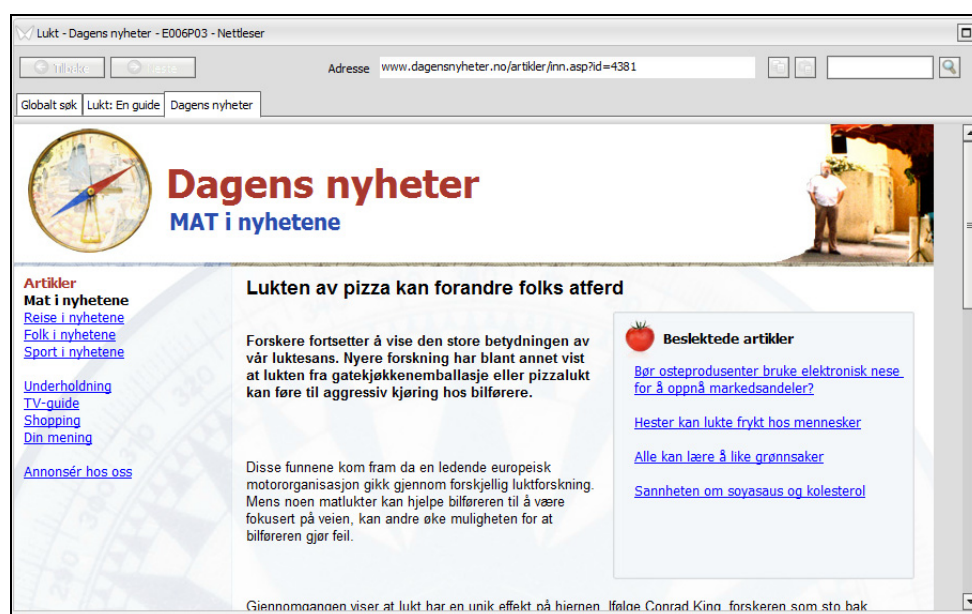 Lukt - Dagens nyheter - E006P03 - Nettleser
Tilbake
Adresse www.dagensnyheter.no/artikler/inn.asp?id=4381
Globalt søk Lukt: En guide Dagens nyheter
Dagens nyheter
MAT i nyhetene
Artikler
Mat i nyhetene
Reise i nyhetene
Folk i nyhetene
Sport i nyhetene
Underholdning
TV-guide
Shopping
Din mening
Annonsér hos oss
Lukten av pizza kan forandre folks atferd
Forskere fortsetter å vise den store betydningen av
vår luktesans. Nyere forskning har blant annet vist
at lukten fra gatekjøkkenemballasje eller pizzalukt
kan føre til aggressiv kjøring hos bilførere.
Disse funnene kom fram da en ledende europeisk
motororganisasjon gikk gjennom forskjellig luktforskning.
Mens noen matlukter kan hjelpe bilføreren til å være
fokusert på veien, kan andre øke muligheten for at
bilføreren gjør feil.
Gjennomgangen viser at lukt har en unik effekt på hjernen. Ifølge Conrad King, forskeren som sto bak
Beslektede artikler
Bør osteprodusenter bruke elektronisk nese
for å oppnå markedsandeler?
Hester kan lukte frykt hos mennesker
Alle kan lære å like grønnsaker
Sannheten om soyasaus og kolesterol